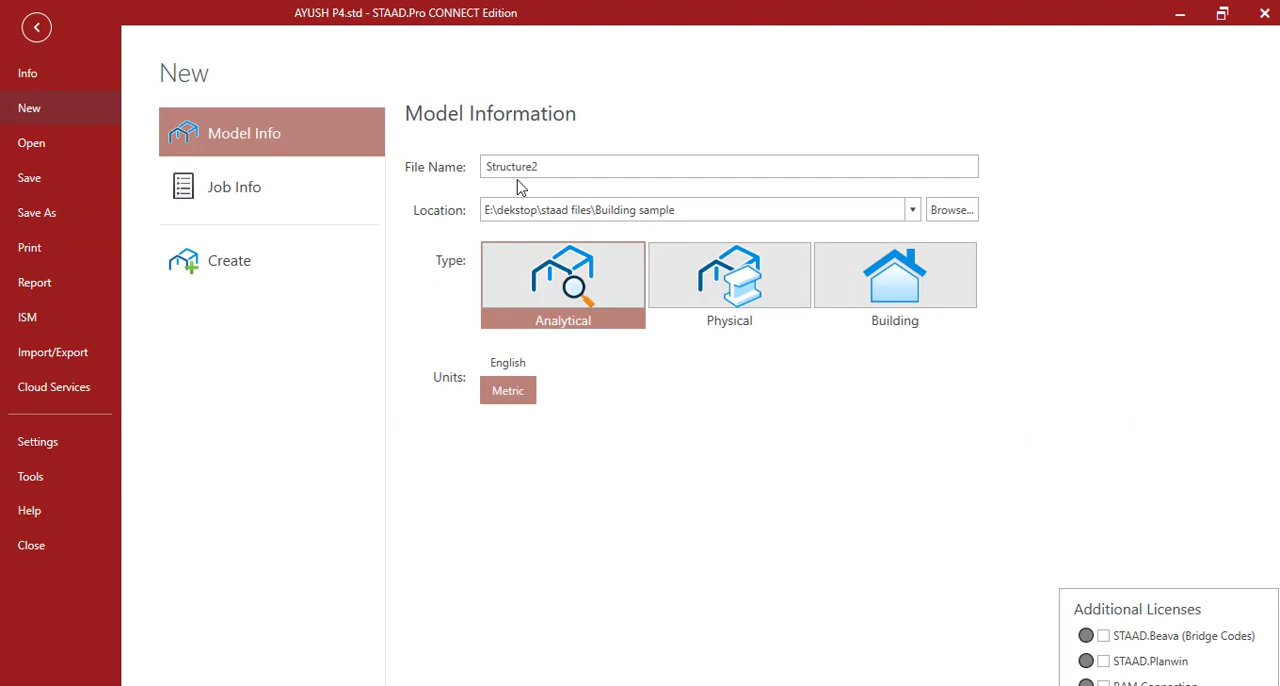 AYUSH P4.std - STAAD.Pro CONNECT Edition
Info
New
Open
Save
Save As
Print
Report
ISM
Import/Export
Cloud Services
Settings
Tools
Help
Close
New
Model Info
Job Info
Create
Model Information
File Name: Structure2
Location: E:\dekstop\staad files\Building sample Browse...
Type:
Analytical Physical Building
Units:
English
Metric
Additional Licenses
STAAD.Beava (Bridge Codes)
STAAD.Planwin
RAM Connection